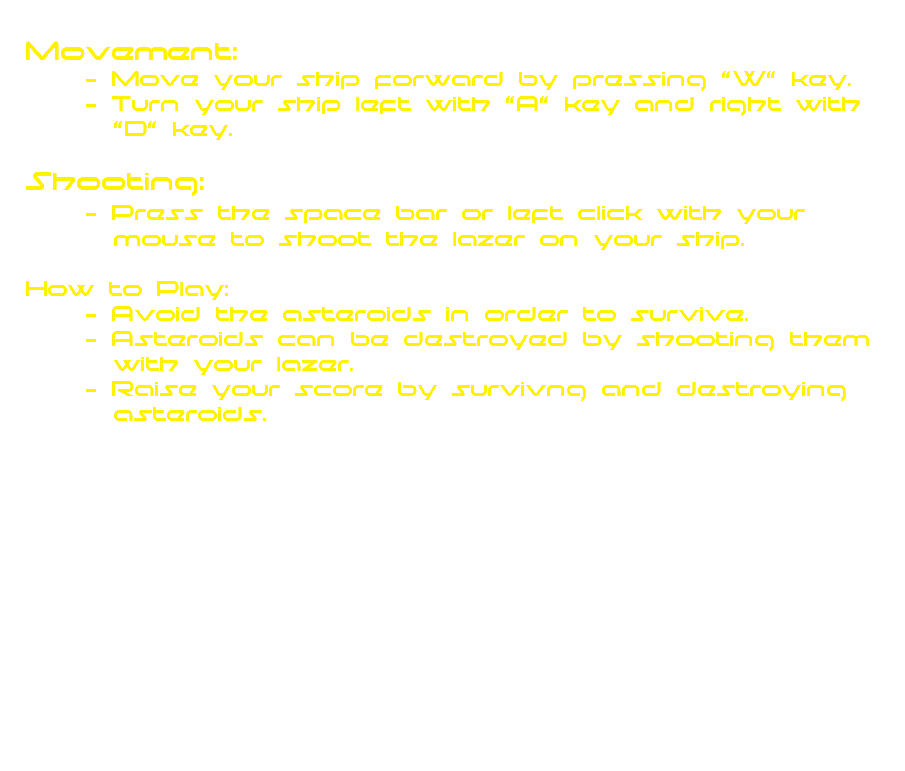 Movement:
- Move your ship forward by pressing "W" key.
- Turn your ship left with "A" key and right with
"D" key.
Shooting:
- Press the space bar or left click with your
mouse to shoot the lazer on your ship.
How to Play:
- Avoid the asteroids in order to survive.
- Asteroids can be destroyed by shooting them
with your lazer.
- Raise your score by survivng and destroying
asteroids.